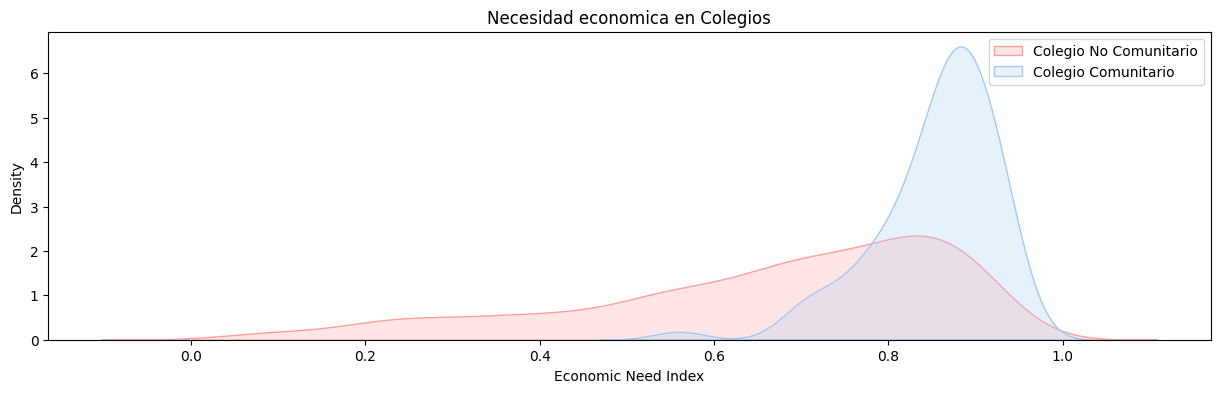 Necesidad economica en Colegios
Colegio No Comunitario
Colegio Comunitario
Density
6
5
4
3
2
1
0
0.0 0.2 0.4 0.6 0.8 1.0
Economic Need Index